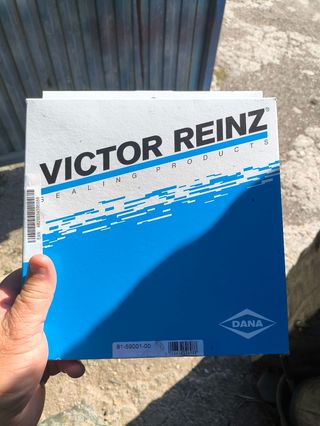 VICTOR REINZ®
SEALING PRODUCTS
DANA
81-59001-00